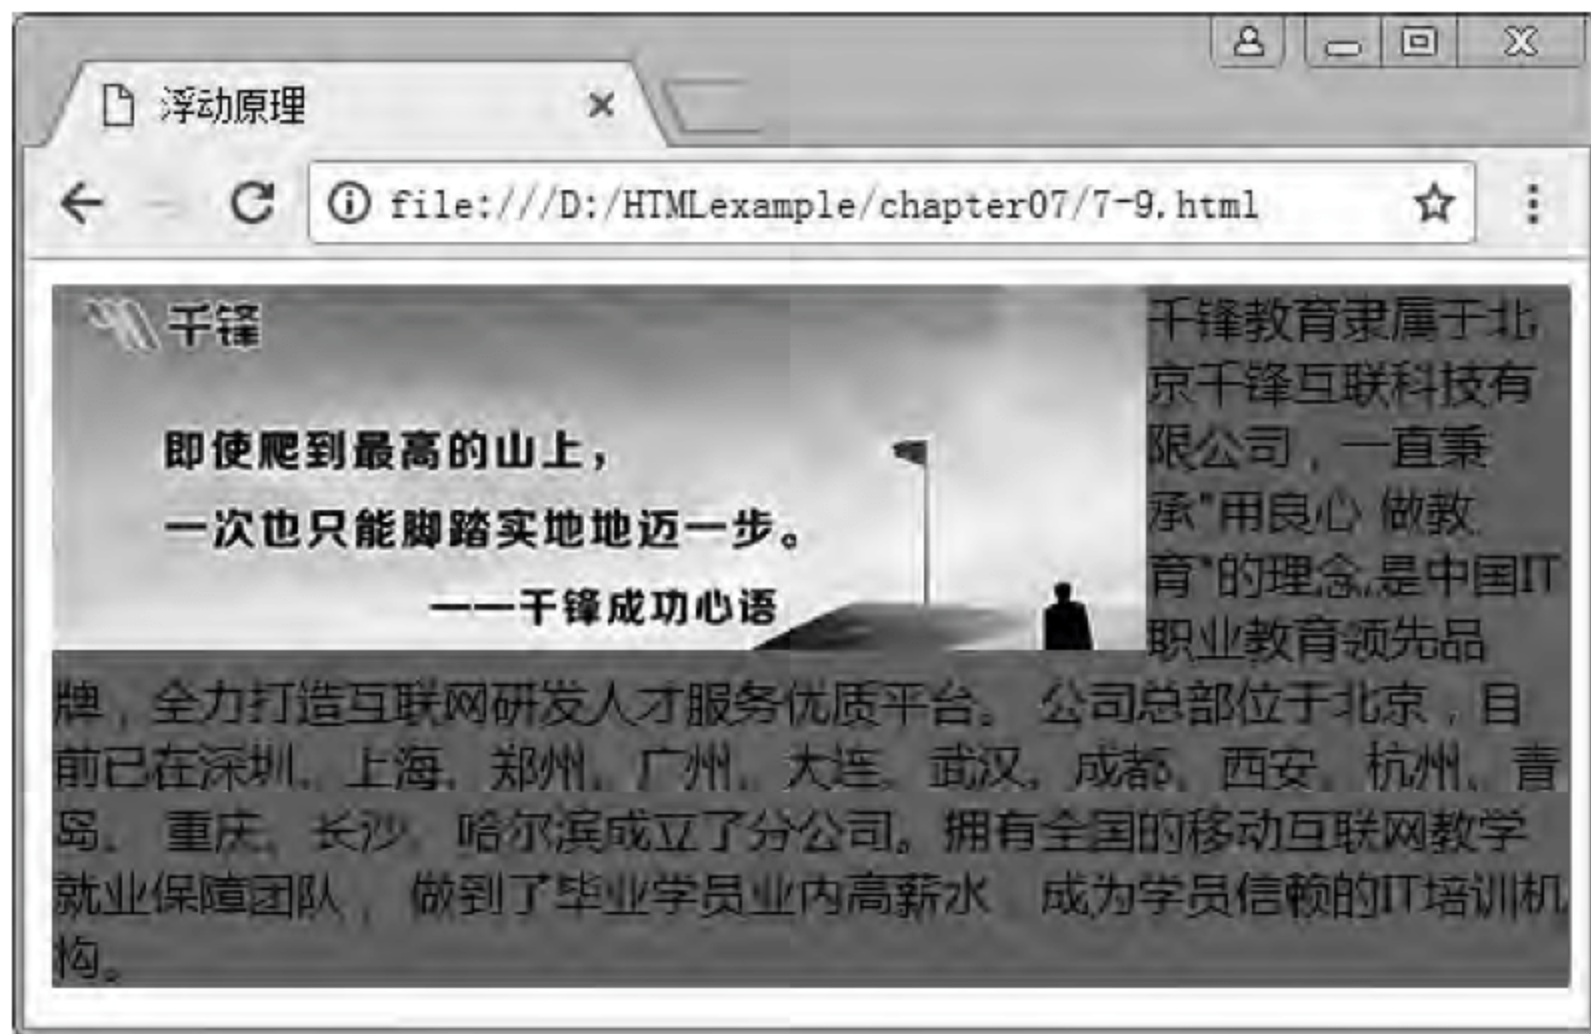 浮动原理
file:///D:/HTMLexample/chapter07/7-9.html
千锋
即使爬到最高的山上，
一次也只能脚踏实地地迈一步。
——千锋成功心语
千锋教育隶属于北
京千锋互联科技有
限公司，一直秉
承"用良心 做教
育"的理念,是中国IT
职业教育领先品
牌，全力打造互联网研发人才服务优质平台。 公司总部位于北京，目
前已在深圳、上海、郑州、广州、大连、武汉、成都、西安、杭州、青
岛、 重庆、长沙、哈尔滨成立了分公司。拥有全国的移动互联网教学
就业保障团队， 做到了毕业学员业内高薪水，成为学员信赖的IT培训机
构。